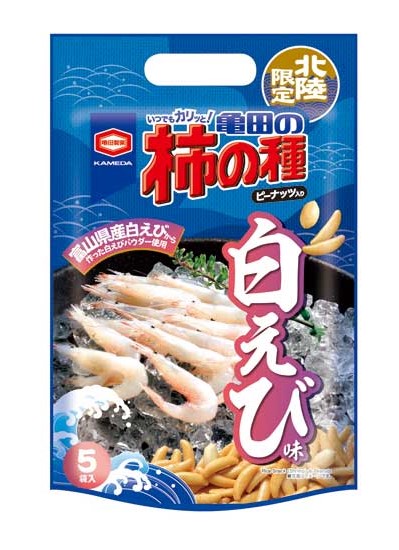 北陸
限定
いつでもカリッと!
亀田の
亀田製菓
KAMEDA
柿の種
ピーナッツ入り
富山県産白えびから
作った白えびパウダー使用
白えび
味
5
袋入